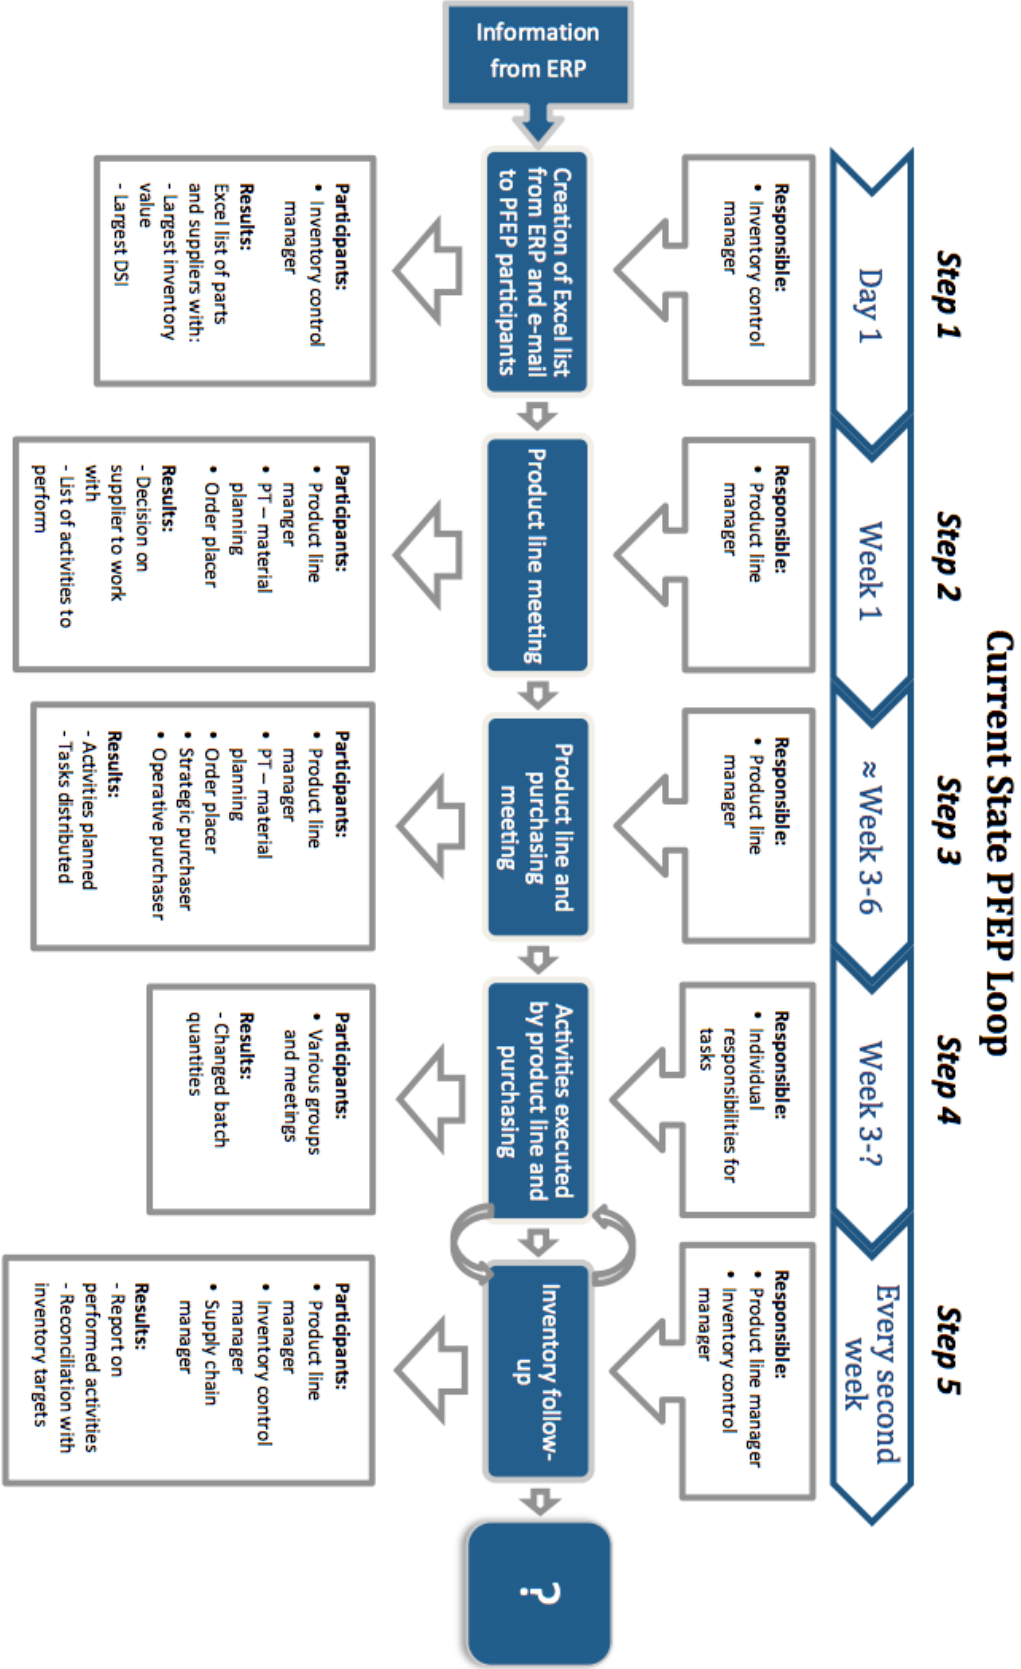 Current State PFEP Loop
Step 1
Step 2
Step 3
Step 4
Step 5
Day 1
Week 1
≈ Week 3-6
Week 3-?
Every second
week
Responsible:
• Inventory control
manager
Responsible:
• Product line
manager
Responsible:
• Product line
manager
Responsible:
• Individual
responsibilities for
tasks
Responsible:
• Product line manager
• Inventory control
manager
Information
from ERP
Creation of Excel list
from ERP and e-mail
to PFEP participants
Product line meeting
Product line and
purchasing
meeting
Activities executed
by product line and
purchasing
Inventory follow-
up
?
Participants:
• Inventory control
manager
Results:
Excel list of parts
and suppliers with:
- Largest inventory
value
- Largest DSI
Participants:
• Product line
manger
• PT – material
planning
• Order placer
Results:
- Decision on
supplier to work
with
- List of activities to
perform
Participants:
• Product line
manager
• PT – material
planning
• Order placer
• Strategic purchaser
• Operative purchaser
Results:
- Activities planned
- Tasks distributed
Participants:
• Various groups
and meetings
Results:
- Changed batch
quantities
Participants:
• Product line
manager
• Inventory control
manager
• Supply chain
manager
Results:
- Report on
performed activities
- Reconciliation with
inventory targets